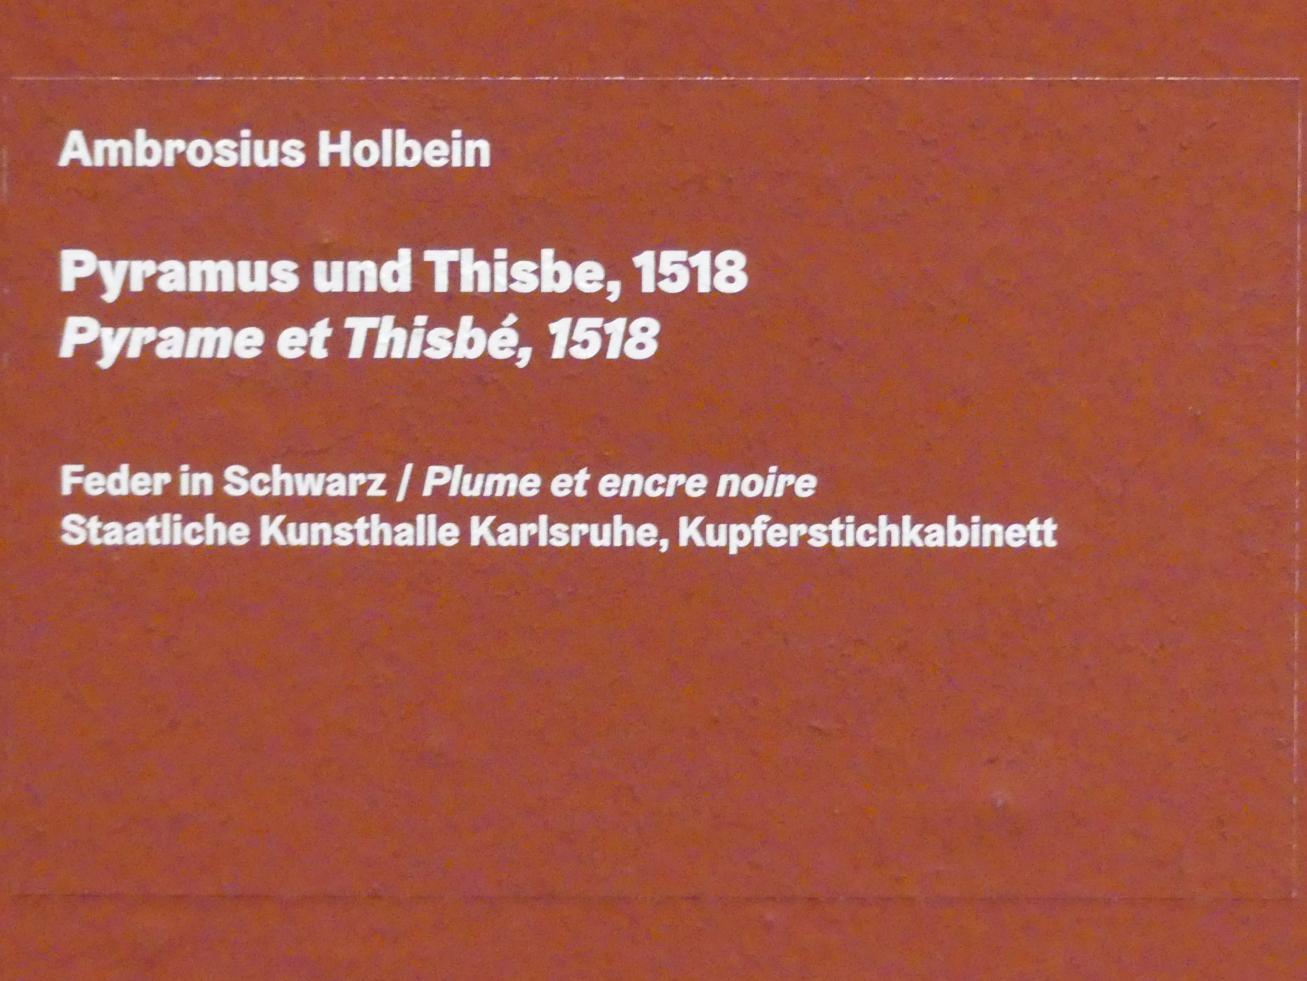 Ambrosius Holbein
Pyramus und Thisbe, 1518
Pyrame et Thisbé, 1518
Feder in Schwarz / Plume et encre noire
Staatliche Kunsthalle Karlsruhe, Kupferstichkabinett